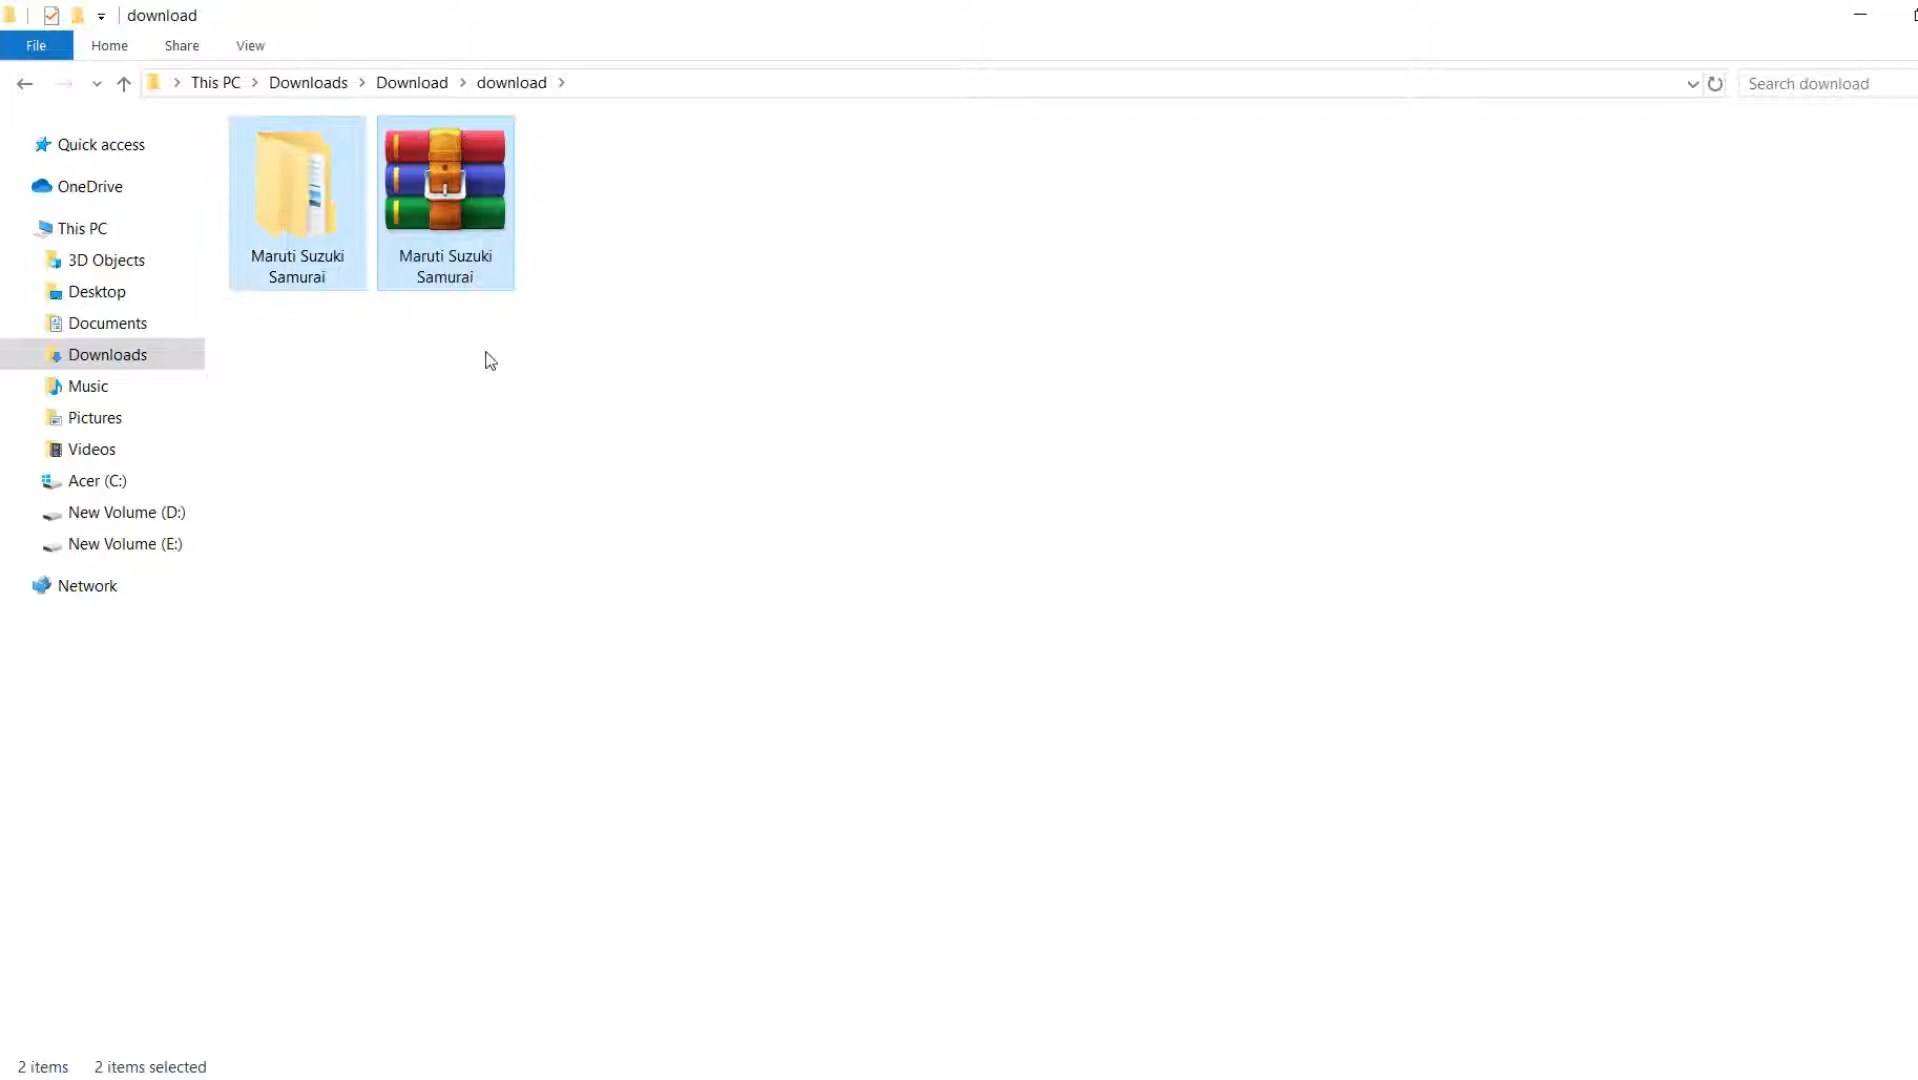 download
File Home Share View
This PC Downloads Download download
Search download
Quick access
OneDrive
This PC
3D Objects
Desktop
Documents
Downloads
Music
Pictures
Videos
Acer (C:)
New Volume (D:)
New Volume (E:)
Network
Maruti Suzuki
Samurai
Maruti Suzuki
Samurai
2 items 2 items selected